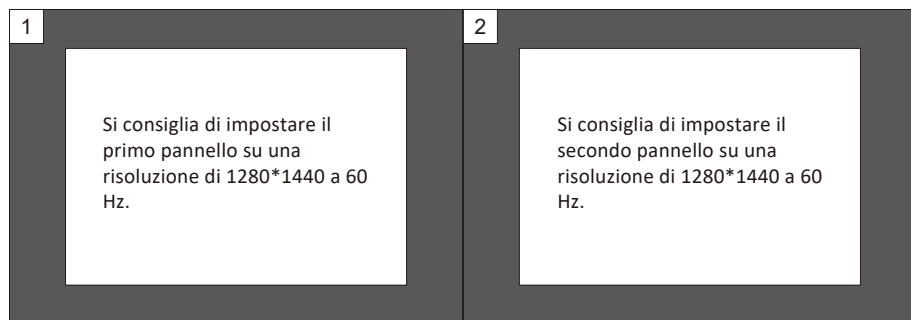 1
Si consiglia di impostare il
primo pannello su una
risoluzione di 1280*1440 a 60
Hz.
2
Si consiglia di impostare il
secondo pannello su una
risoluzione di 1280*1440 a 60
Hz.